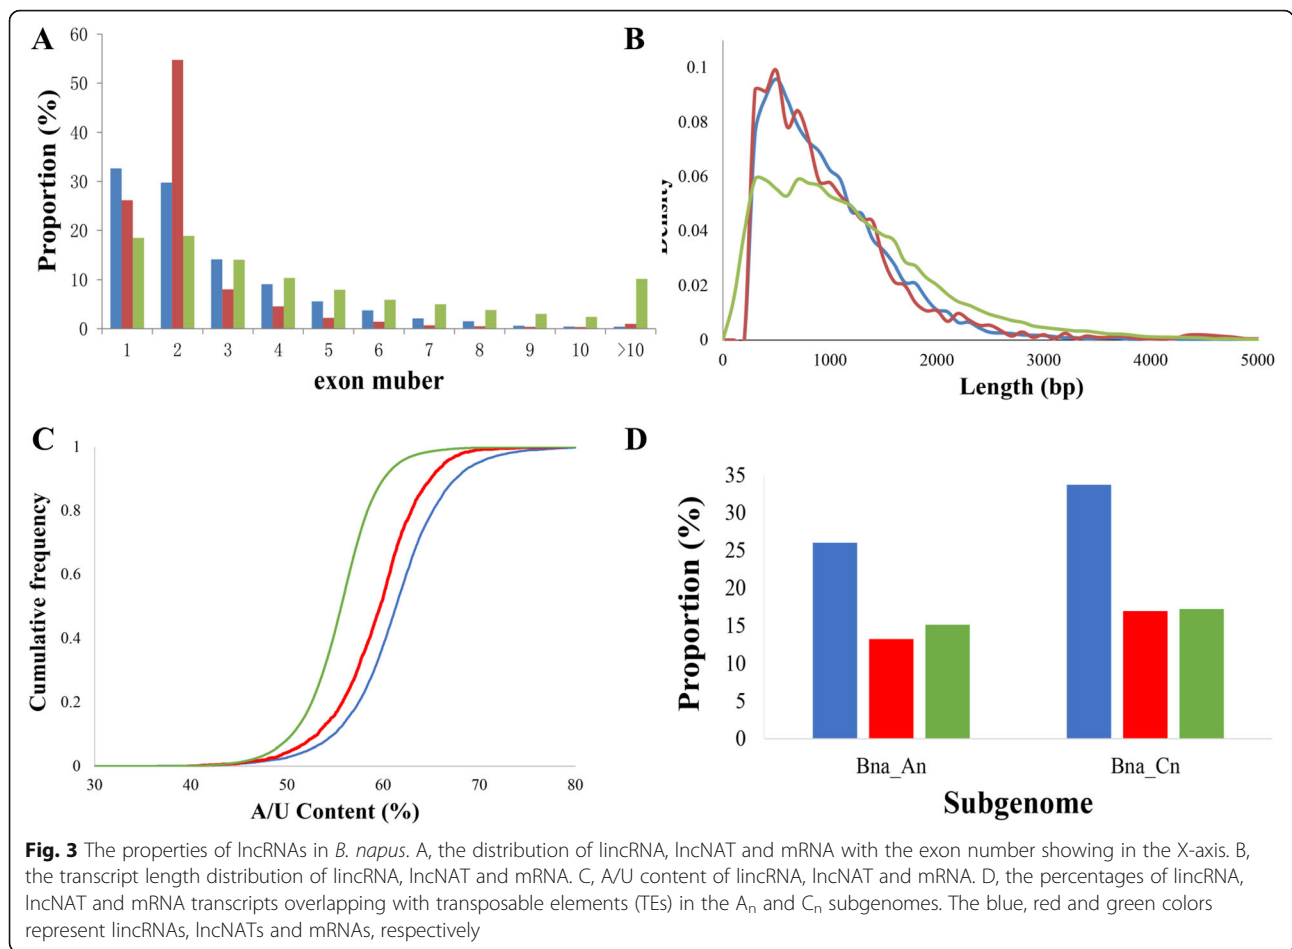 A
Proportion (%)
60
50
40
30
20
10
0
1 2 3 4 5 6 7 8 9 10 >10
exon muber
B
Density
0.1
0.08
0.06
0.04
0.02
0
0 1000 2000 3000 4000 5000
Length (bp)
C
Cumulative frequency
1
0.8
0.6
0.4
0.2
0
30 40 50 60 70 80
A/U Content (%)
D
Proportion (%)
35
30
25
20
15
10
5
0
Bna_An Bna_Cn
Subgenome
Fig. 3 The properties of lncRNAs in B. napus. A, the distribution of lincRNA, lncNAT and mRNA with the exon number showing in the X-axis. B,
the transcript length distribution of lincRNA, lncNAT and mRNA. C, A/U content of lincRNA, lncNAT and mRNA. D, the percentages of lincRNA,
lncNAT and mRNA transcripts overlapping with transposable elements (TEs) in the An and Cn subgenomes. The blue, red and green colors
represent lincRNAs, lncNATs and mRNAs, respectively